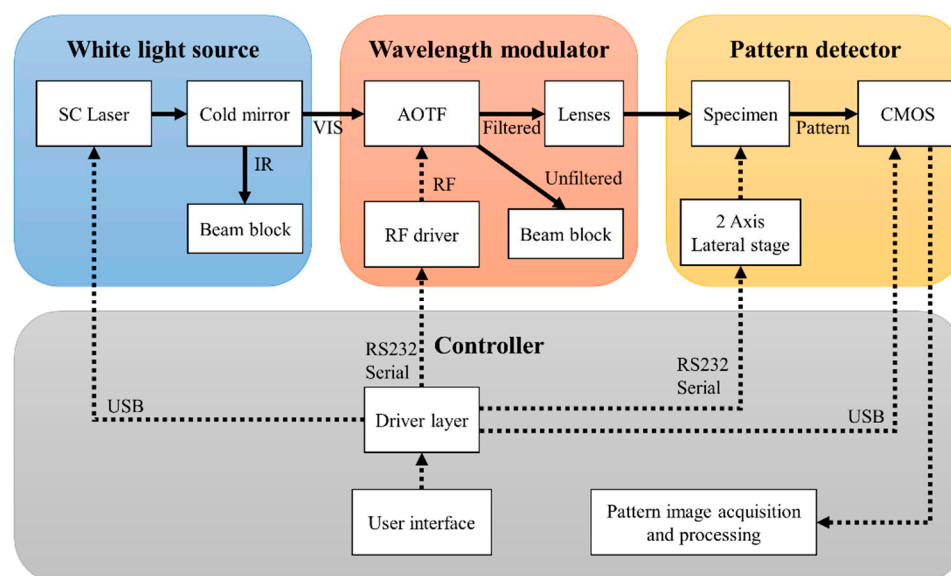 White light source
Wavelength modulator
Pattern detector
SC Laser
Cold mirror
VIS
AOTF
Filtered
Lenses
Specimen
Pattern
CMOS
IR
RF
Unfiltered
Beam block
RF driver
Beam block
2 Axis
Lateral stage
Controller
RS232
Serial
RS232
Serial
USB
Driver layer
USB
User interface
Pattern image acquisition
and processing